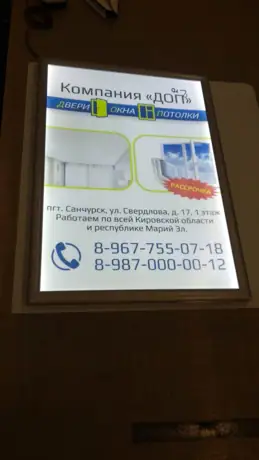 Компания «ДОП»
ДВЕРИ ОКНА ПОТОЛКИ
РАССРОЧКА
пгт. Санчурск, ул. Свердлова, д. 17, 1 этаж
Работаем по всей Кировской области
и республике Марий Эл.
8-967-755-07-18
8-987-000-00-12